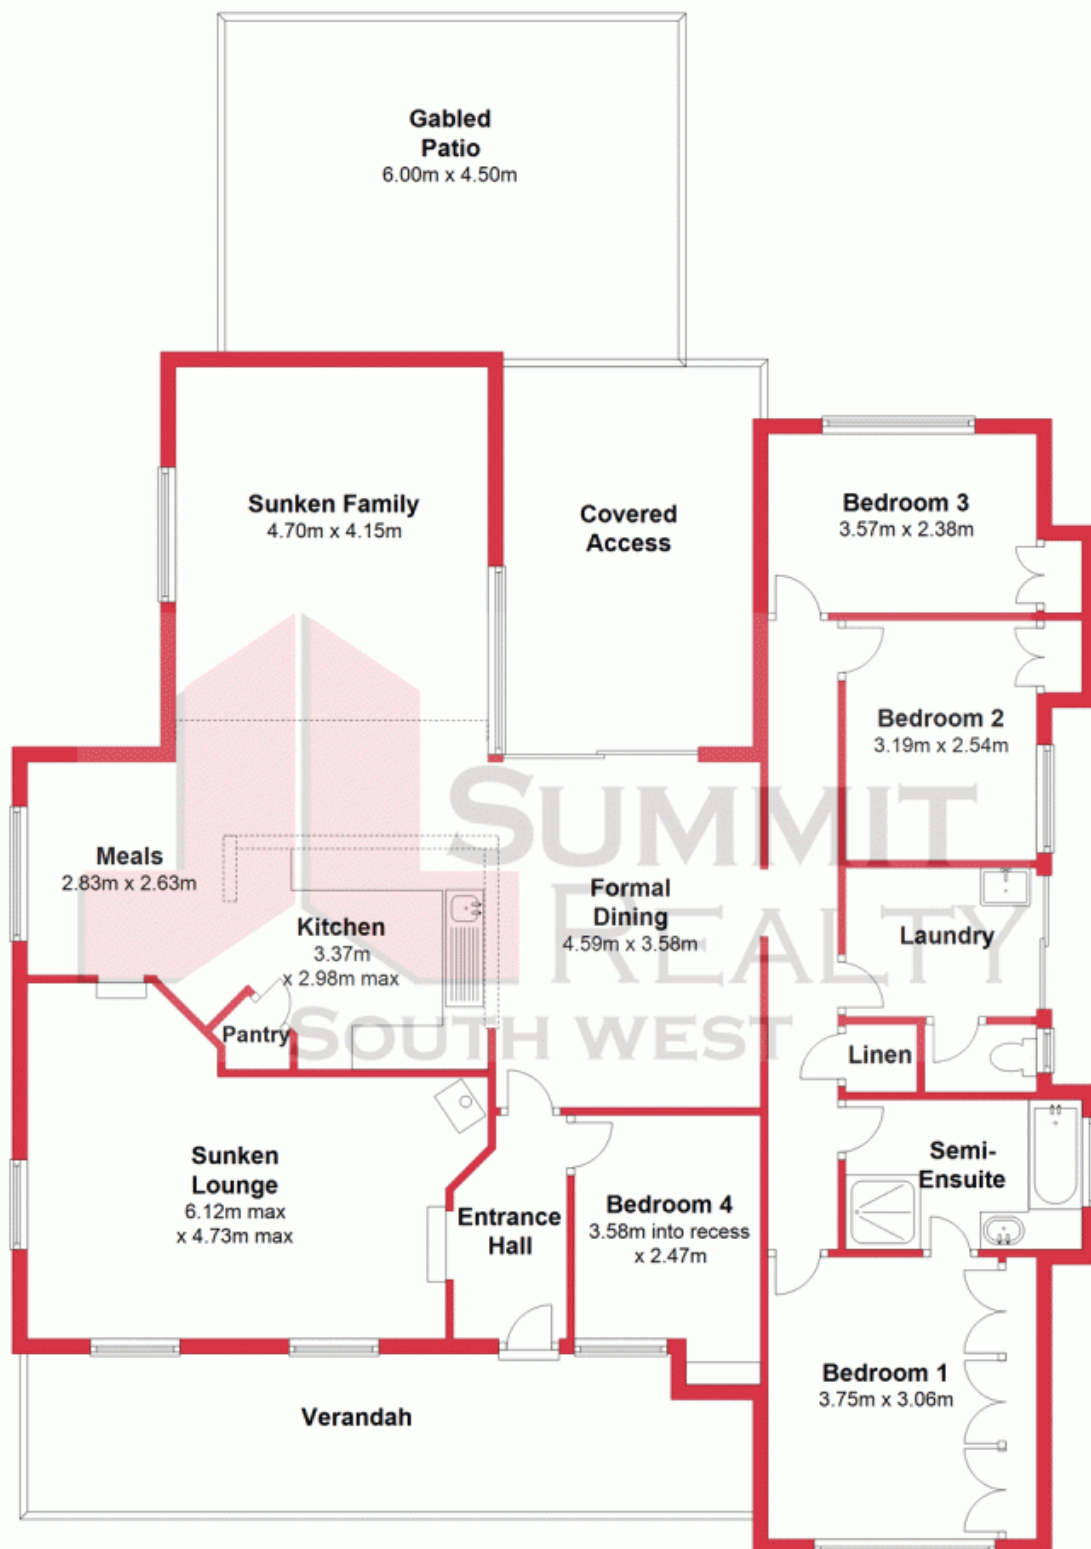 Gabled
Patio
6.00m x 4.50m
Sunken Family
4.70m x 4.15m
Covered
Access
Bedroom 3
3.57m x 2.38m
Bedroom 2
3.19m x 2.54m
Meals
2.83m x 2.63m
Kitchen
3.37m
x 2.98m max
Formal
Dining
4.59m x 3.58m
Laundry
Pantry
Linen
SUMMIT
REALTY
SOUTH WEST
Sunken
Lounge
6.12m max
x 4.73m max
Entrance
Hall
Bedroom 4
3.58m into recess
x 2.47m
Semi-
Ensuite
Bedroom 1
3.75m x 3.06m
Verandah